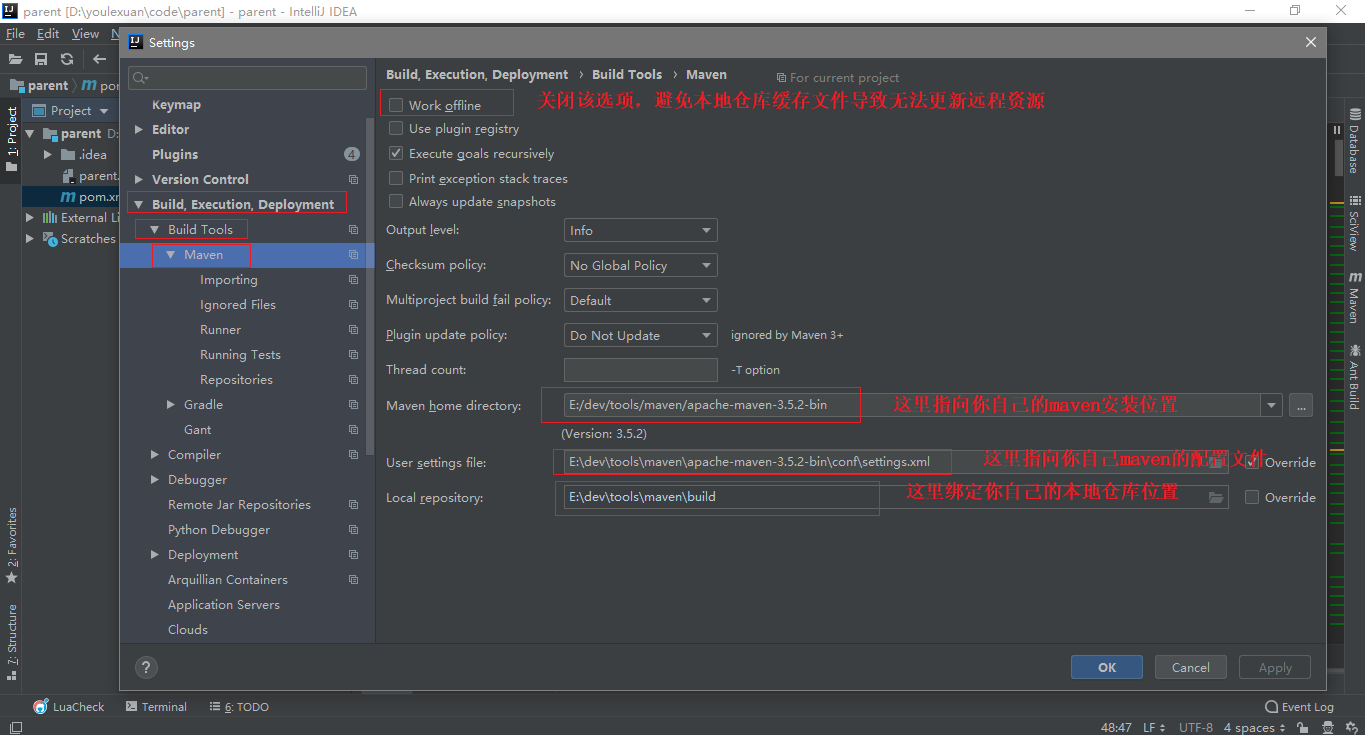 parent [D:\youlexuan\code\parent] - parent - IntelliJ IDEA
File Edit View N
Settings
parent
m por
Project
parent D:
.idea
parent.
m pom.xm
External Li
Scratches
1: Project
2: Favorites
7: Structure
Keymap
Editor
Plugins 4
Version Control
Build, Execution, Deployment
Build Tools
Maven
Importing
Ignored Files
Runner
Running Tests
Repositories
Gradle
Gant
Compiler
Debugger
Remote Jar Repositories
Python Debugger
Deployment
Arquillian Containers
Application Servers
Clouds
Build, Execution, Deployment › Build Tools › Maven For current project
Work offline 关闭该选项，避免本地仓库缓存文件导致无法更新远程资源
Use plugin registry
Execute goals recursively
Print exception stack traces
Always update snapshots
Output level: Info
Checksum policy: No Global Policy
Multiproject build fail policy: Default
Plugin update policy: Do Not Update ignored by Maven 3+
Thread count: -T option
Maven home directory: E:/dev/tools/maven/apache-maven-3.5.2-bin 这里指向你自己的maven安装位置 ...
(Version: 3.5.2)
User settings file: E:\dev\tools\maven\apache-maven-3.5.2-bin\conf\settings.xml 这里指向你自己maven的配置文件 Override
Local repository: E:\dev\tools\maven\build 这里绑定你自己的本地仓库位置 Override
? OK Cancel Apply
Database
SciView
m Maven
Ant Build
LuaCheck Terminal 6: TODO Event Log
48:47 LF UTF-8 4 spaces